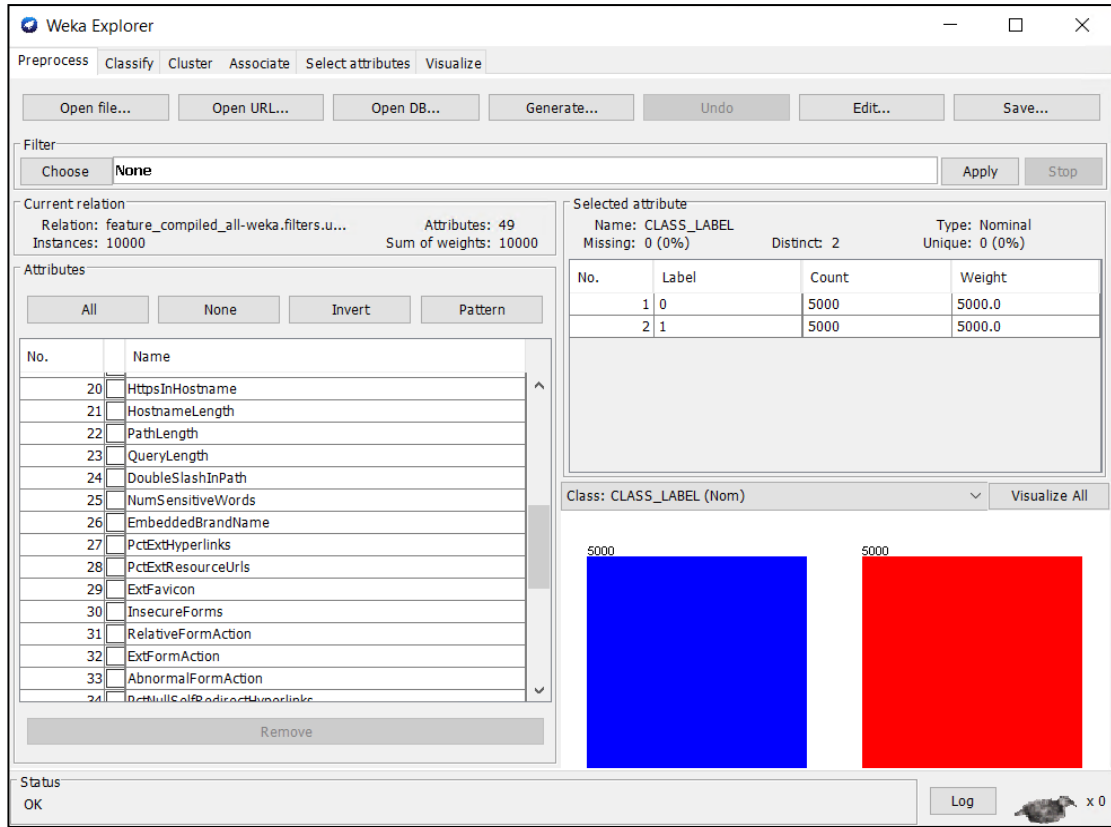 Weka Explorer
Preprocess Classify Cluster Associate Select attributes Visualize
Open file... Open URL... Open DB... Generate... Undo Edit... Save...
Filter
Choose None Apply Stop
Current relation
Relation: feature_compiled_all-weka.filters.u... Attributes: 49
Instances: 10000 Sum of weights: 10000
Attributes
All None Invert Pattern
No. Name
20 HttpsInHostname
21 HostnameLength
22 PathLength
23 QueryLength
24 DoubleSlashInPath
25 NumSensitiveWords
26 EmbeddedBrandName
27 PctExtHyperlinks
28 PctExtResourceUrls
29 ExtFavicon
30 InsecureForms
31 RelativeFormAction
32 ExtFormAction
33 AbnormalFormAction
34 PctNullSelfRedirectHyperlinks
Remove
Selected attribute
Name: CLASS_LABEL Type: Nominal
Missing: 0 (0%) Distinct: 2 Unique: 0 (0%)
No. Label Count Weight
1 0 5000 5000.0
2 1 5000 5000.0
Class: CLASS_LABEL (Nom) Visualize All
5000 5000
Status
OK Log x 0